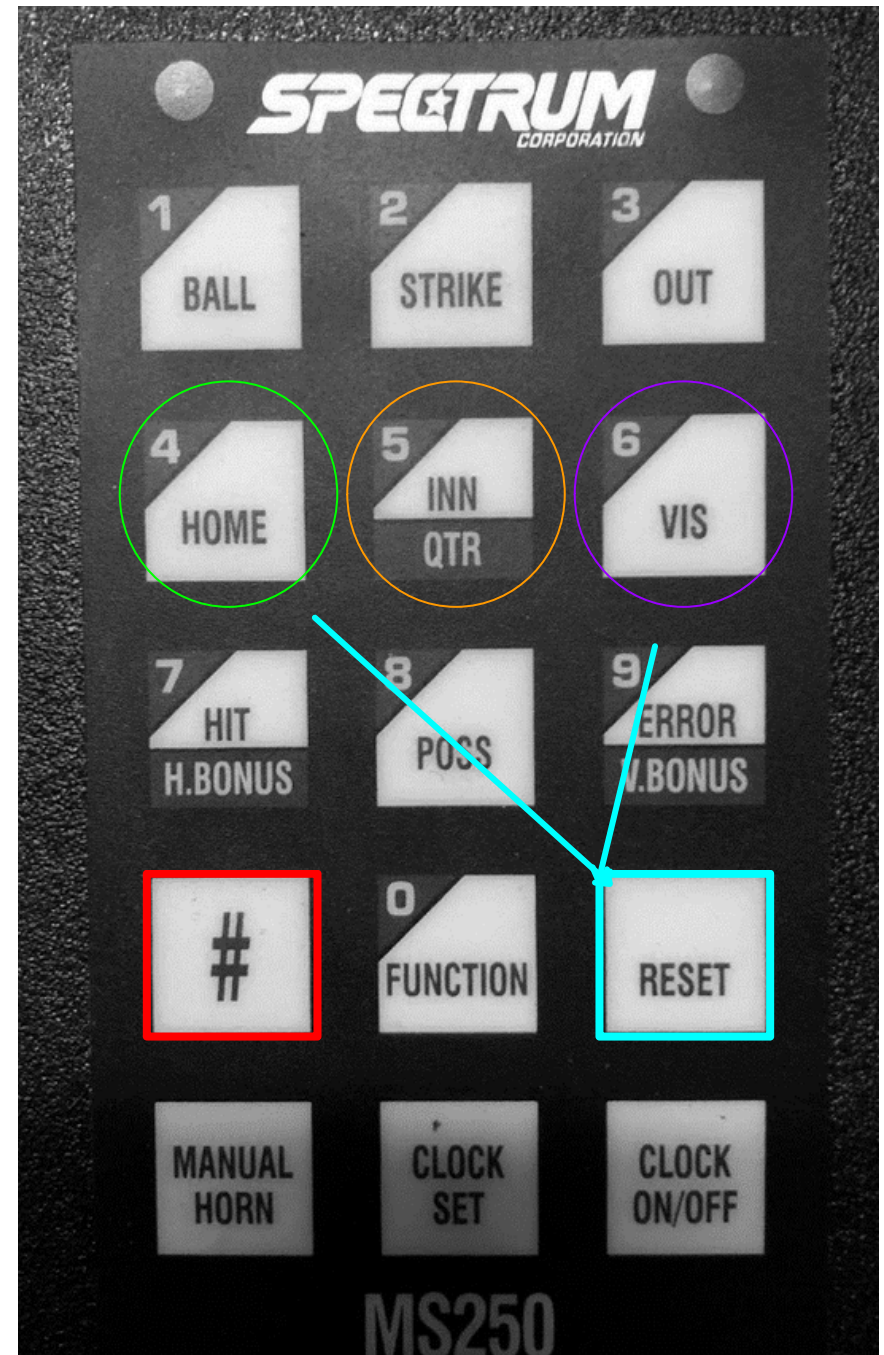 SPECTRUM
CORPORATION
1
BALL
2
STRIKE
3
OUT
4
HOME
5
INN
QTR
6
VIS
7
HIT
H.BONUS
8
POSS
9
ERROR
V.BONUS
#
0
FUNCTION
RESET
MANUAL
HORN
CLOCK
SET
CLOCK
ON/OFF
MS250